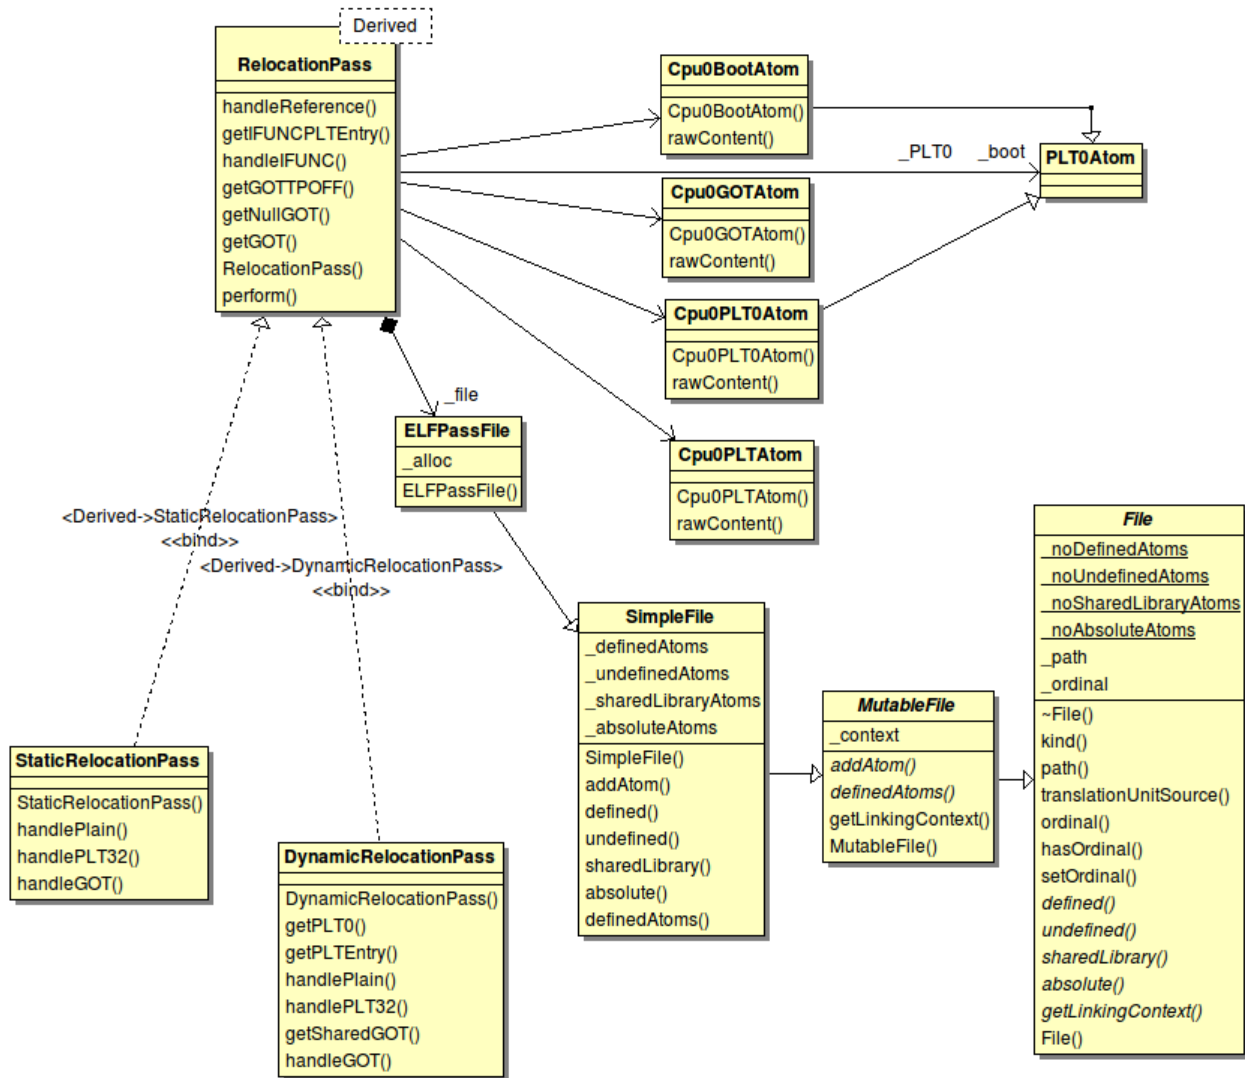 Derived
RelocationPass
handleReference()
getIFUNCPLTEntry()
handleIFUNC()
getGOTTPOFF()
getNullGOT()
getGOT()
RelocationPass()
perform()
Cpu0BootAtom
Cpu0BootAtom()
rawContent()
_PLT0 _boot
PLT0Atom
Cpu0GOTAtom
Cpu0GOTAtom()
rawContent()
Cpu0PLT0Atom
Cpu0PLT0Atom()
rawContent()
Cpu0PLTAtom
Cpu0PLTAtom()
rawContent()
_file
ELFPassFile
_alloc
ELFPassFile()
<Derived->StaticRelocationPass>
<<bind>>
<Derived->DynamicRelocationPass>
<<bind>>
StaticRelocationPass
StaticRelocationPass()
handlePlain()
handlePLT32()
handleGOT()
DynamicRelocationPass
DynamicRelocationPass()
getPLT0()
getPLTEntry()
handlePlain()
handlePLT32()
getSharedGOT()
handleGOT()
SimpleFile
_definedAtoms
_undefinedAtoms
_sharedLibraryAtoms
_absoluteAtoms
SimpleFile()
addAtom()
defined()
undefined()
sharedLibrary()
absolute()
definedAtoms()
MutableFile
_context
addAtom()
definedAtoms()
getLinkingContext()
MutableFile()
File
_noDefinedAtoms
_noUndefinedAtoms
_noSharedLibraryAtoms
_noAbsoluteAtoms
_path
_ordinal
~File()
kind()
path()
translationUnitSource()
ordinal()
hasOrdinal()
setOrdinal()
defined()
undefined()
sharedLibrary()
absolute()
getLinkingContext()
File()